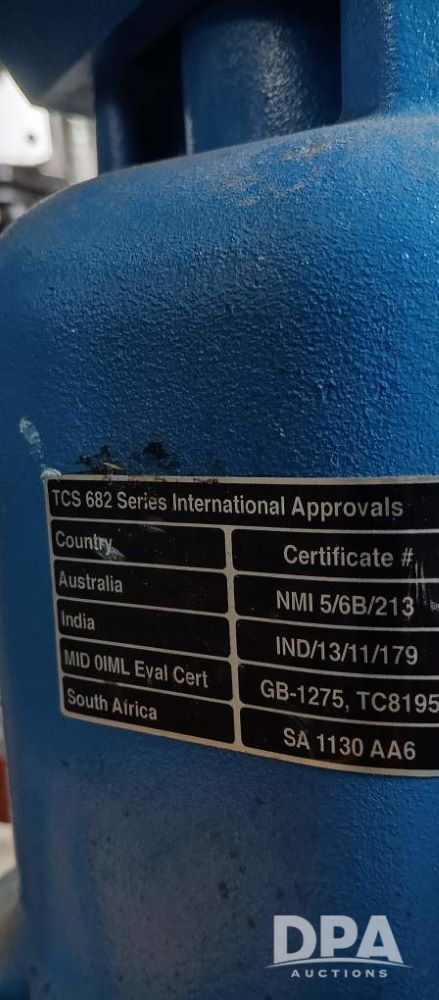 TCS 682 Series International Approvals
Country Certificate #
Australia NMI 5/6B/213
India IND/13/11/179
MID OIML Eval Cert GB-1275, TC8195
South Africa SA 1130 AA6
DPA
AUCTIONS